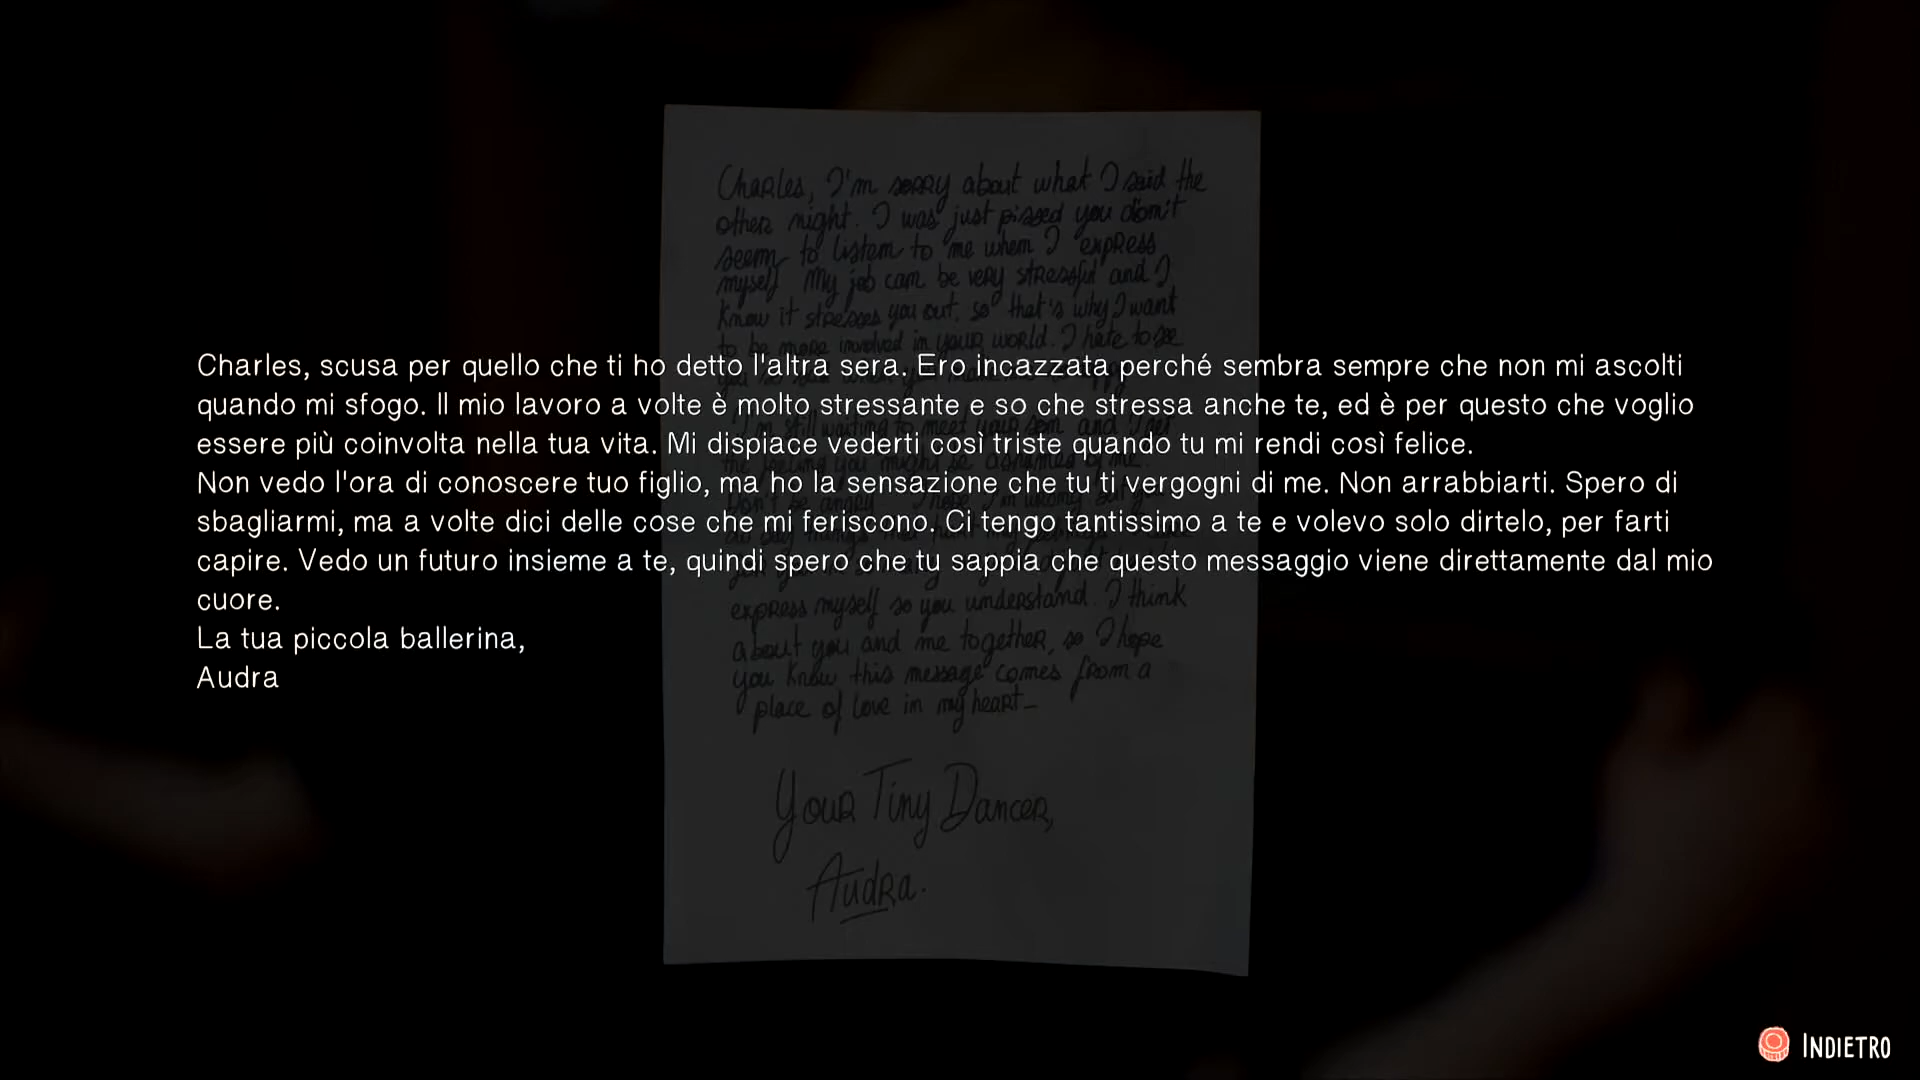 Charles, scusa per quello che ti ho detto l'altra sera. Ero incazzata perché sembra sempre che non mi ascolti
quando mi sfogo. Il mio lavoro a volte è molto stressante e so che stressa anche te, ed è per questo che voglio
essere più coinvolta nella tua vita. Mi dispiace vederti così triste quando tu mi rendi così felice.
Non vedo l'ora di conoscere tuo figlio, ma ho la sensazione che tu ti vergogni di me. Non arrabbiarti. Spero di
sbagliarmi, ma a volte dici delle cose che mi feriscono. Ci tengo tantissimo a te e volevo solo dirtelo, per farti
capire. Vedo un futuro insieme a te, quindi spero che tu sappia che questo messaggio viene direttamente dal mio
cuore.
La tua piccola ballerina,
Audra
Charles, I'm sorry about what I said the
other night. I was just pissed you don't
seem to listen to me when I express
myself My job can be very stressful and I
know it stresses you out, so that's why I want
to be more involved in your world. I hate to see
express myself so you understand. I think
about you and me together, so I hope
you know this message comes from a
place of love in my heart_
Your Tiny Dancer,
Audra.
INDIETRO